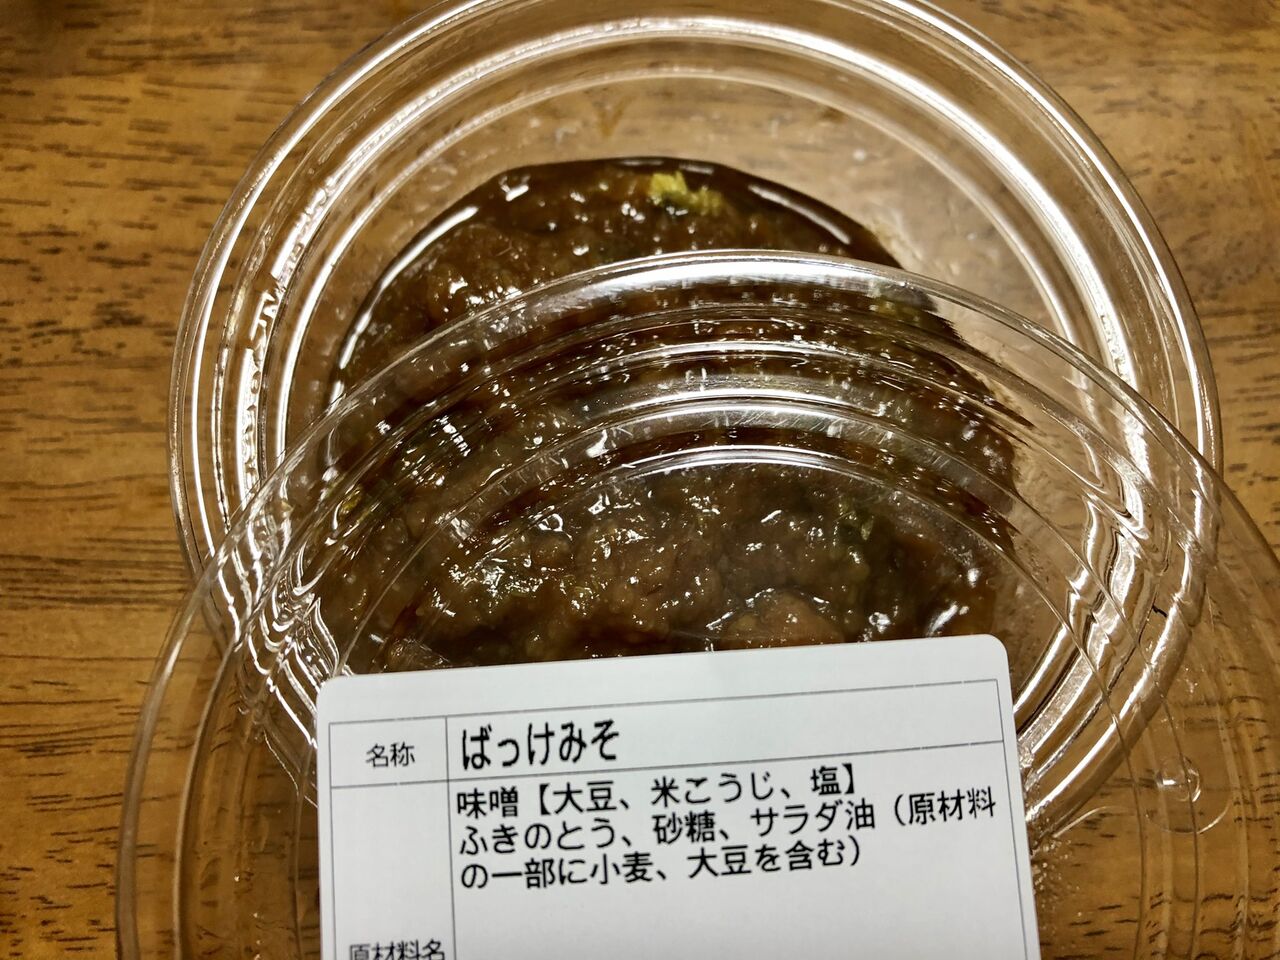 名称 ばっけみそ
味噌【大豆、米こうじ、塩】
ふきのとう、砂糖、サラダ油（原材料
の一部に小麦、大豆を含む）
原材料名